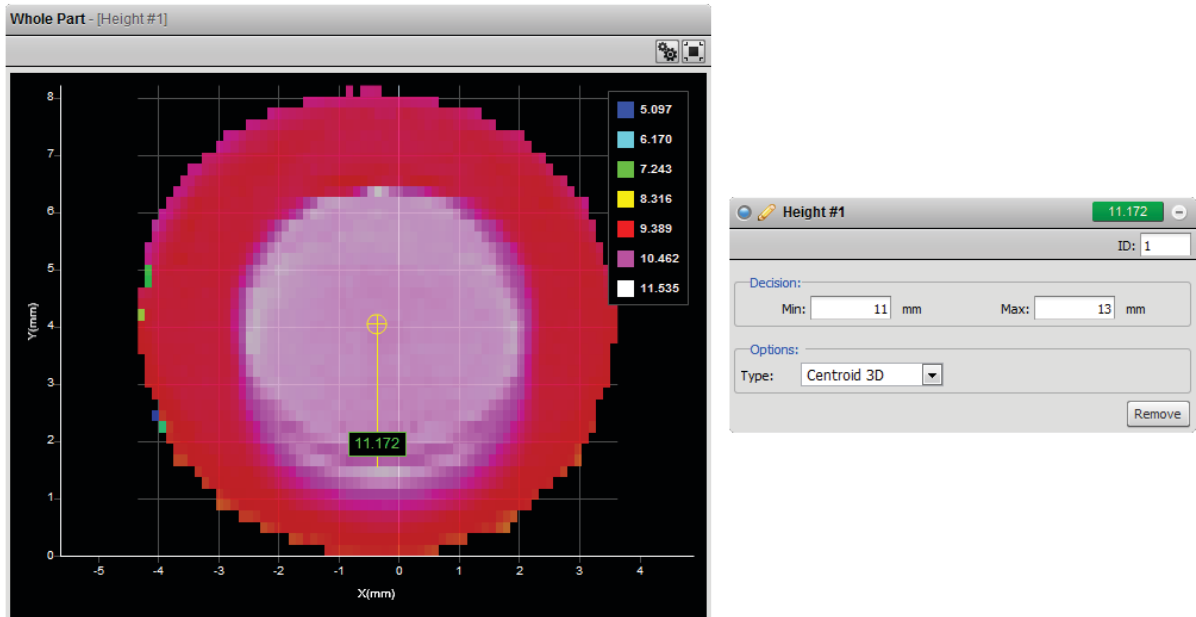 Whole Part - [Height #1]
8
7
6
5
4
3
2
1
0
Y(mm)
-5 -4 -3 -2 -1 0 1 2 3 4
X(mm)
5.097
6.170
7.243
8.316
9.389
10.462
11.535
11.172
Height #1 11.172
ID: 1
Decision:
Min: 11 mm Max: 13 mm
Options:
Type: Centroid 3D
Remove